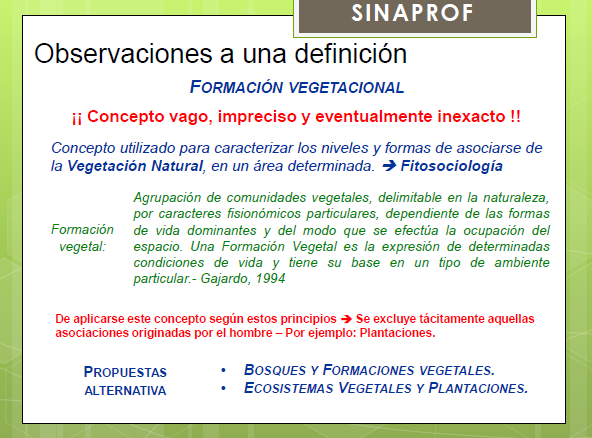 SINAPROF
Observaciones a una definición
FORMACIÓN VEGETACIONAL
¡¡ Concepto vago, impreciso y eventualmente inexacto !!
Concepto utilizado para caracterizar los niveles y formas de asociarse de
la Vegetación Natural, en un área determinada. ➔ Fitosociología
Formación
vegetal:
Agrupación de comunidades vegetales, delimitable en la naturaleza,
por caracteres fisionómicos particulares, dependiente de las formas
de vida dominantes y del modo que se efectúa la ocupación del
espacio. Una Formación Vegetal es la expresión de determinadas
condiciones de vida y tiene su base en un tipo de ambiente
particular.- Gajardo, 1994
De aplicarse este concepto según estos principios ➔ Se excluye tácitamente aquellas
asociaciones originadas por el hombre – Por ejemplo: Plantaciones.
PROPUESTAS
ALTERNATIVA
• BOSQUES Y FORMACIONES VEGETALES.
• ECOSISTEMAS VEGETALES Y PLANTACIONES.